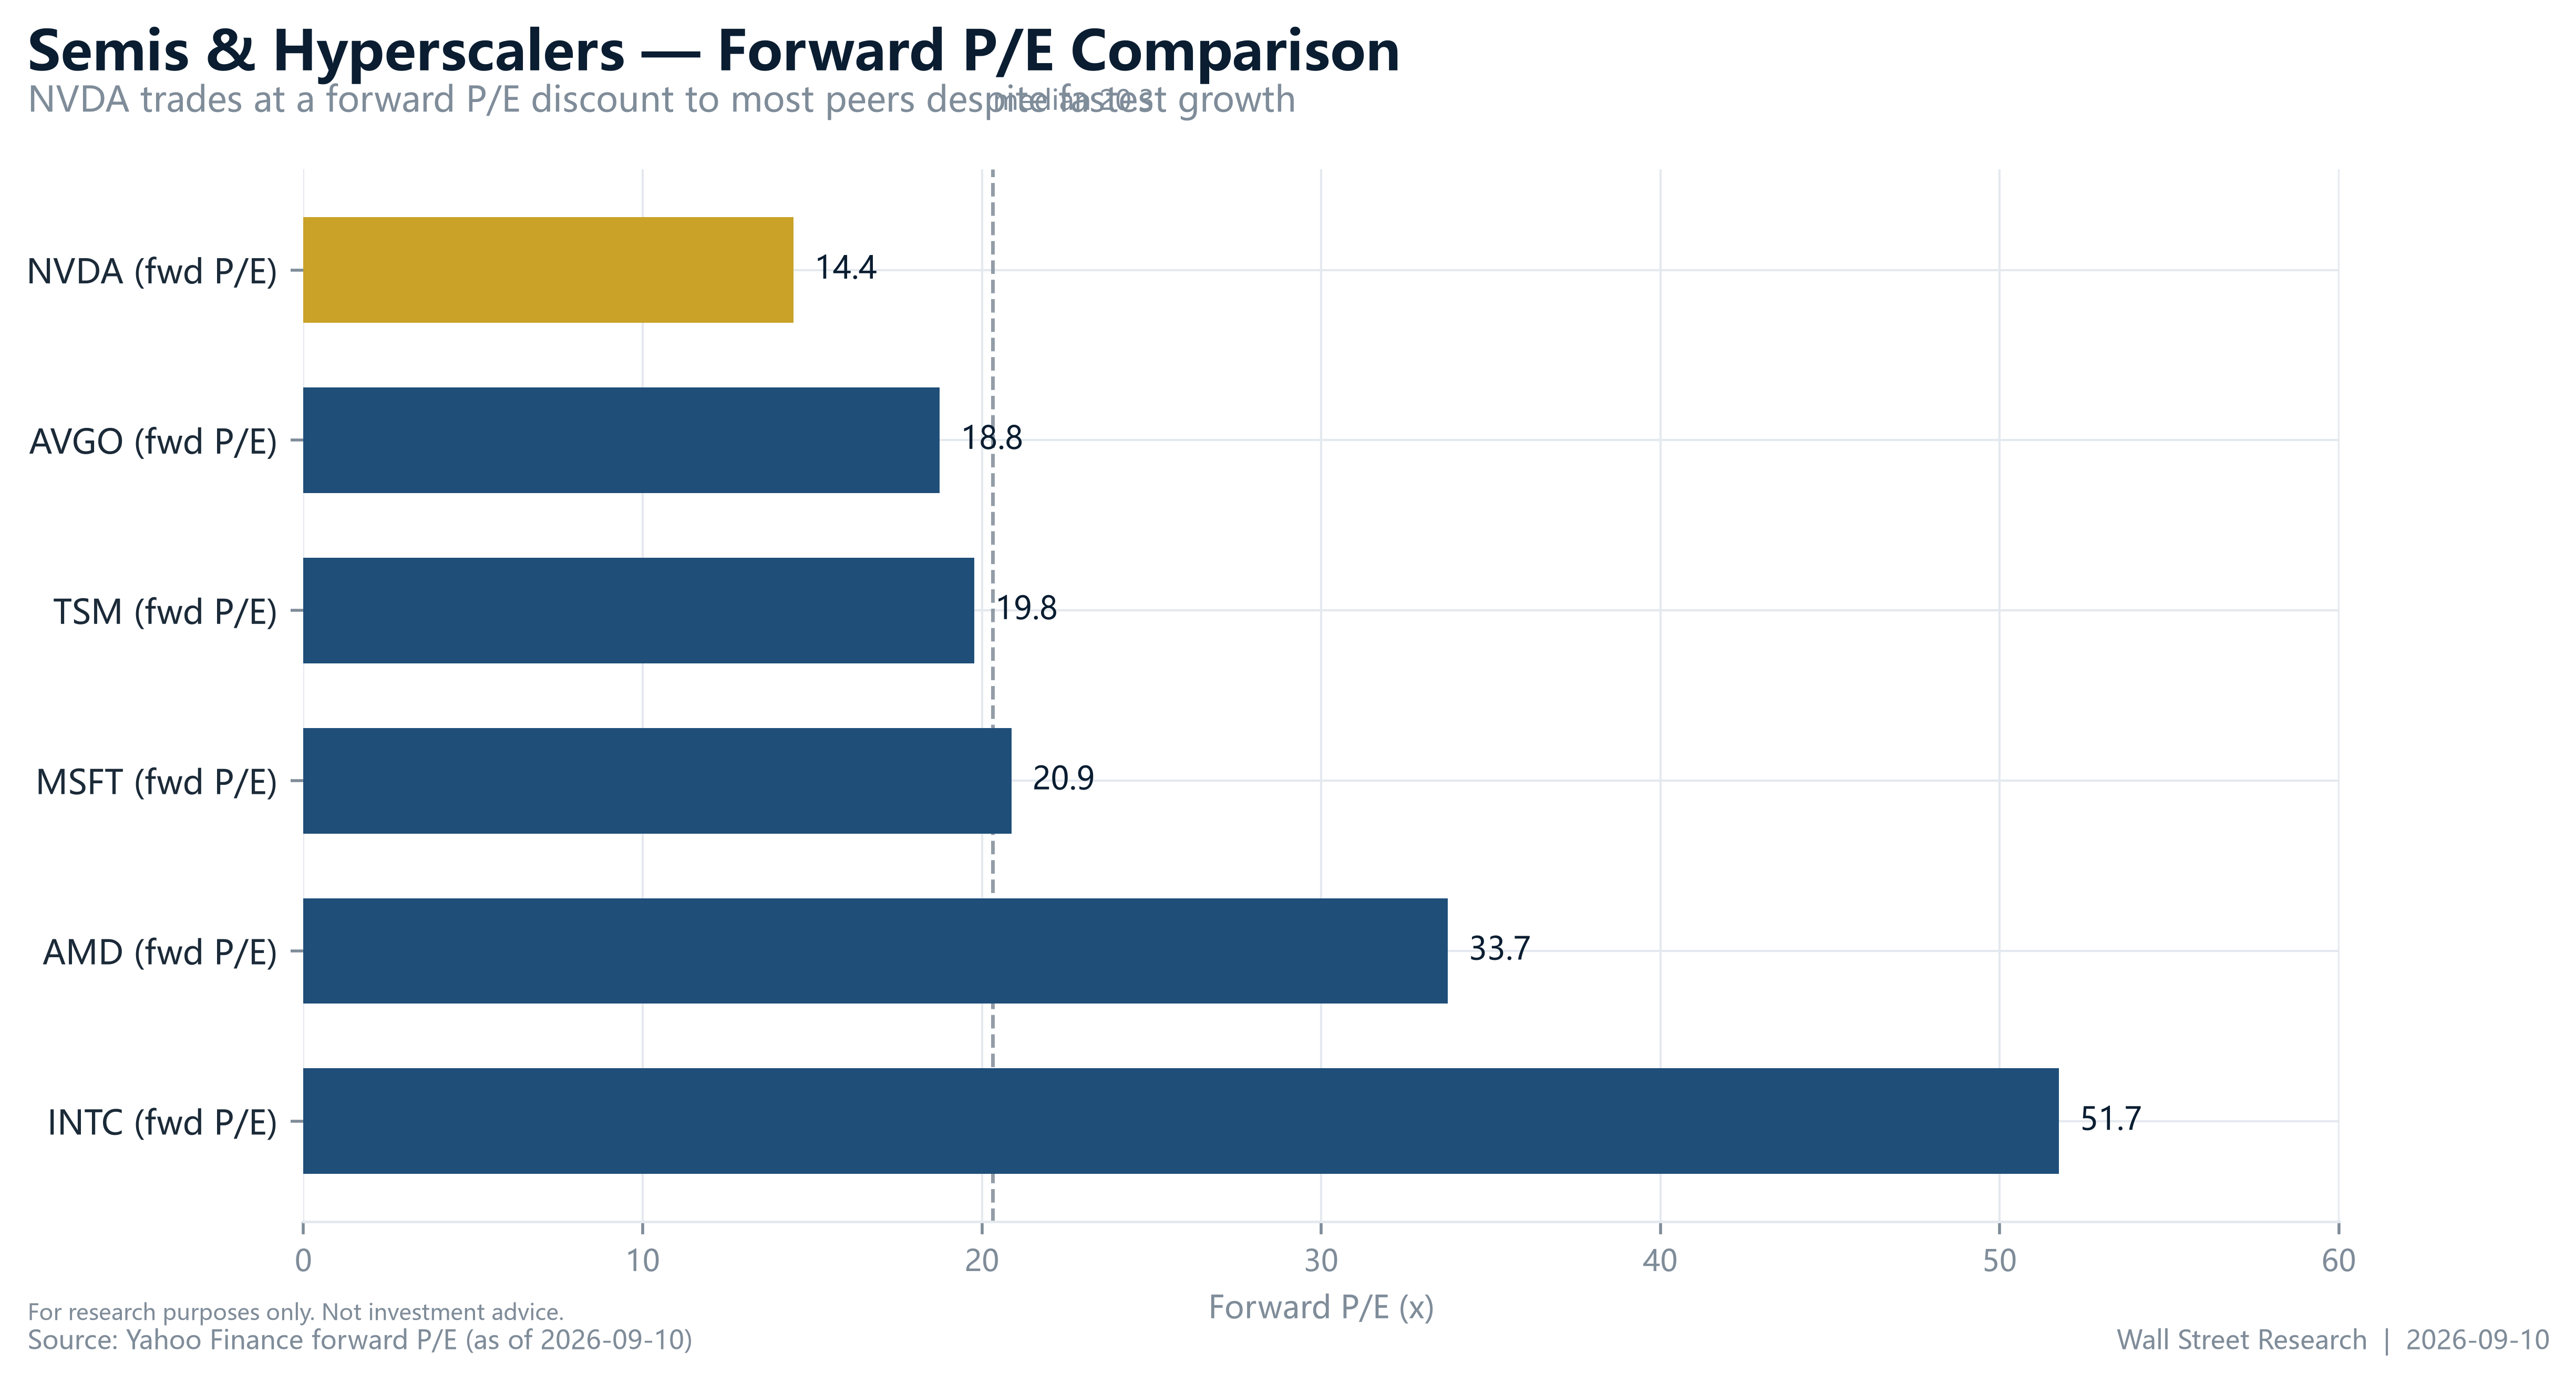 Semis & Hyperscalers — Forward P/E Comparison
NVDA trades at a forward P/E discount to most peers despite fastest growth
median 20.3
NVDA (fwd P/E)
14.4
AVGO (fwd P/E)
18.8
TSM (fwd P/E)
19.8
MSFT (fwd P/E)
20.9
AMD (fwd P/E)
33.7
INTC (fwd P/E)
51.7
0 10 20 30 40 50 60
Forward P/E (x)
For research purposes only. Not investment advice.
Source: Yahoo Finance forward P/E (as of 2026-09-10)
Wall Street Research | 2026-09-10